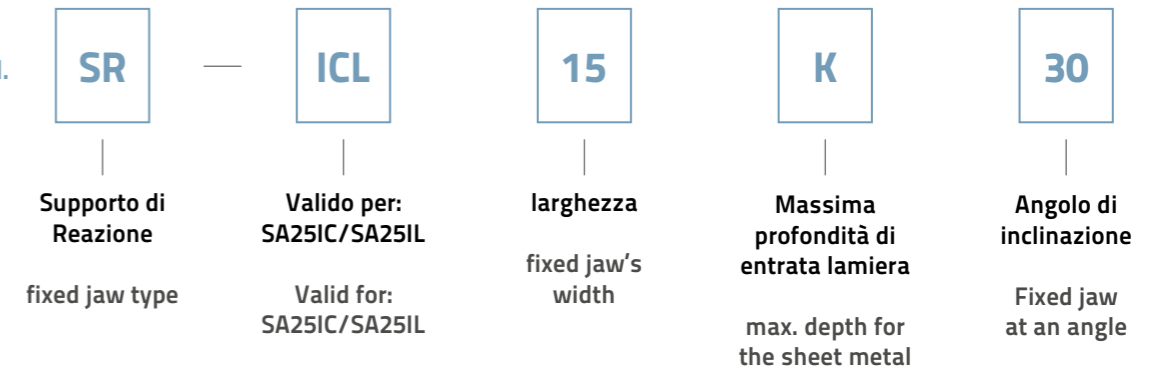 SR — ICL 15 K 30
Supporto di
Reazione
fixed jaw type
Valido per:
SA25IC/SA25IL
Valid for:
SA25IC/SA25IL
larghezza
fixed jaw's
width
Massima
profondità di
entrata lamiera
max. depth for
the sheet metal
Angolo di
inclinazione
Fixed jaw
at an angle